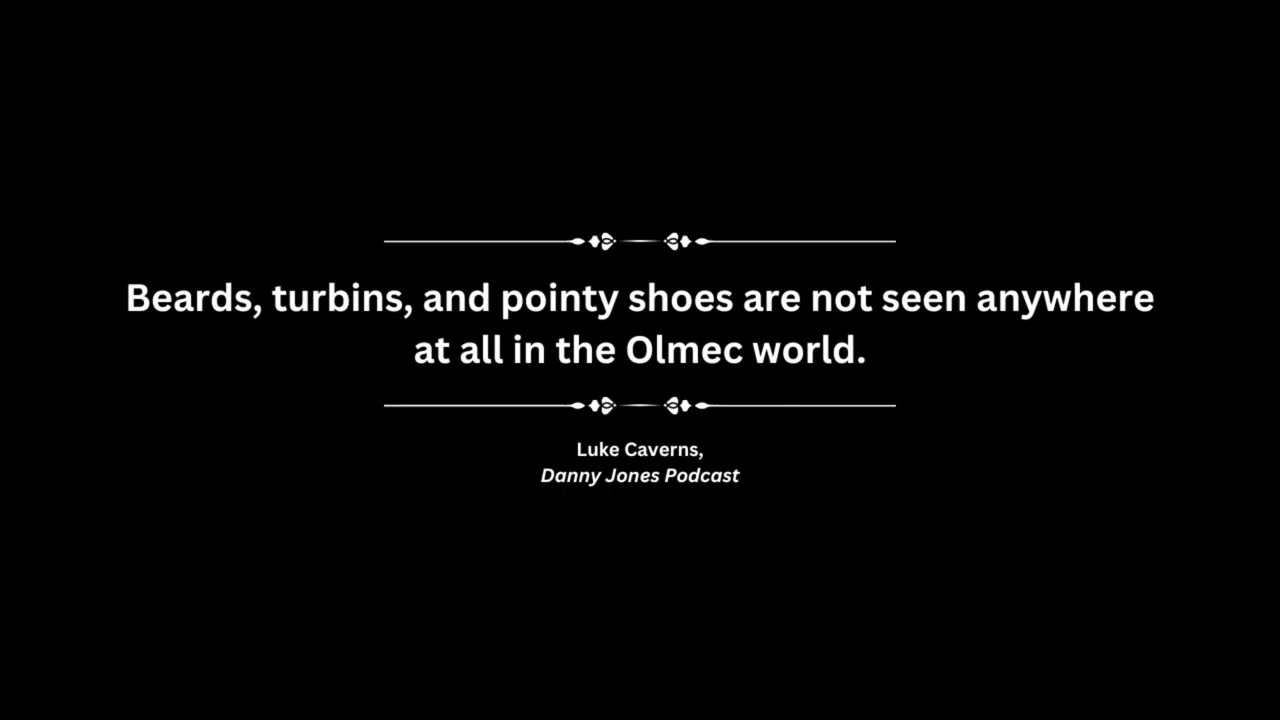 Beards, turbins, and pointy shoes are not seen anywhere
at all in the Olmec world.
Luke Caverns,
Danny Jones Podcast